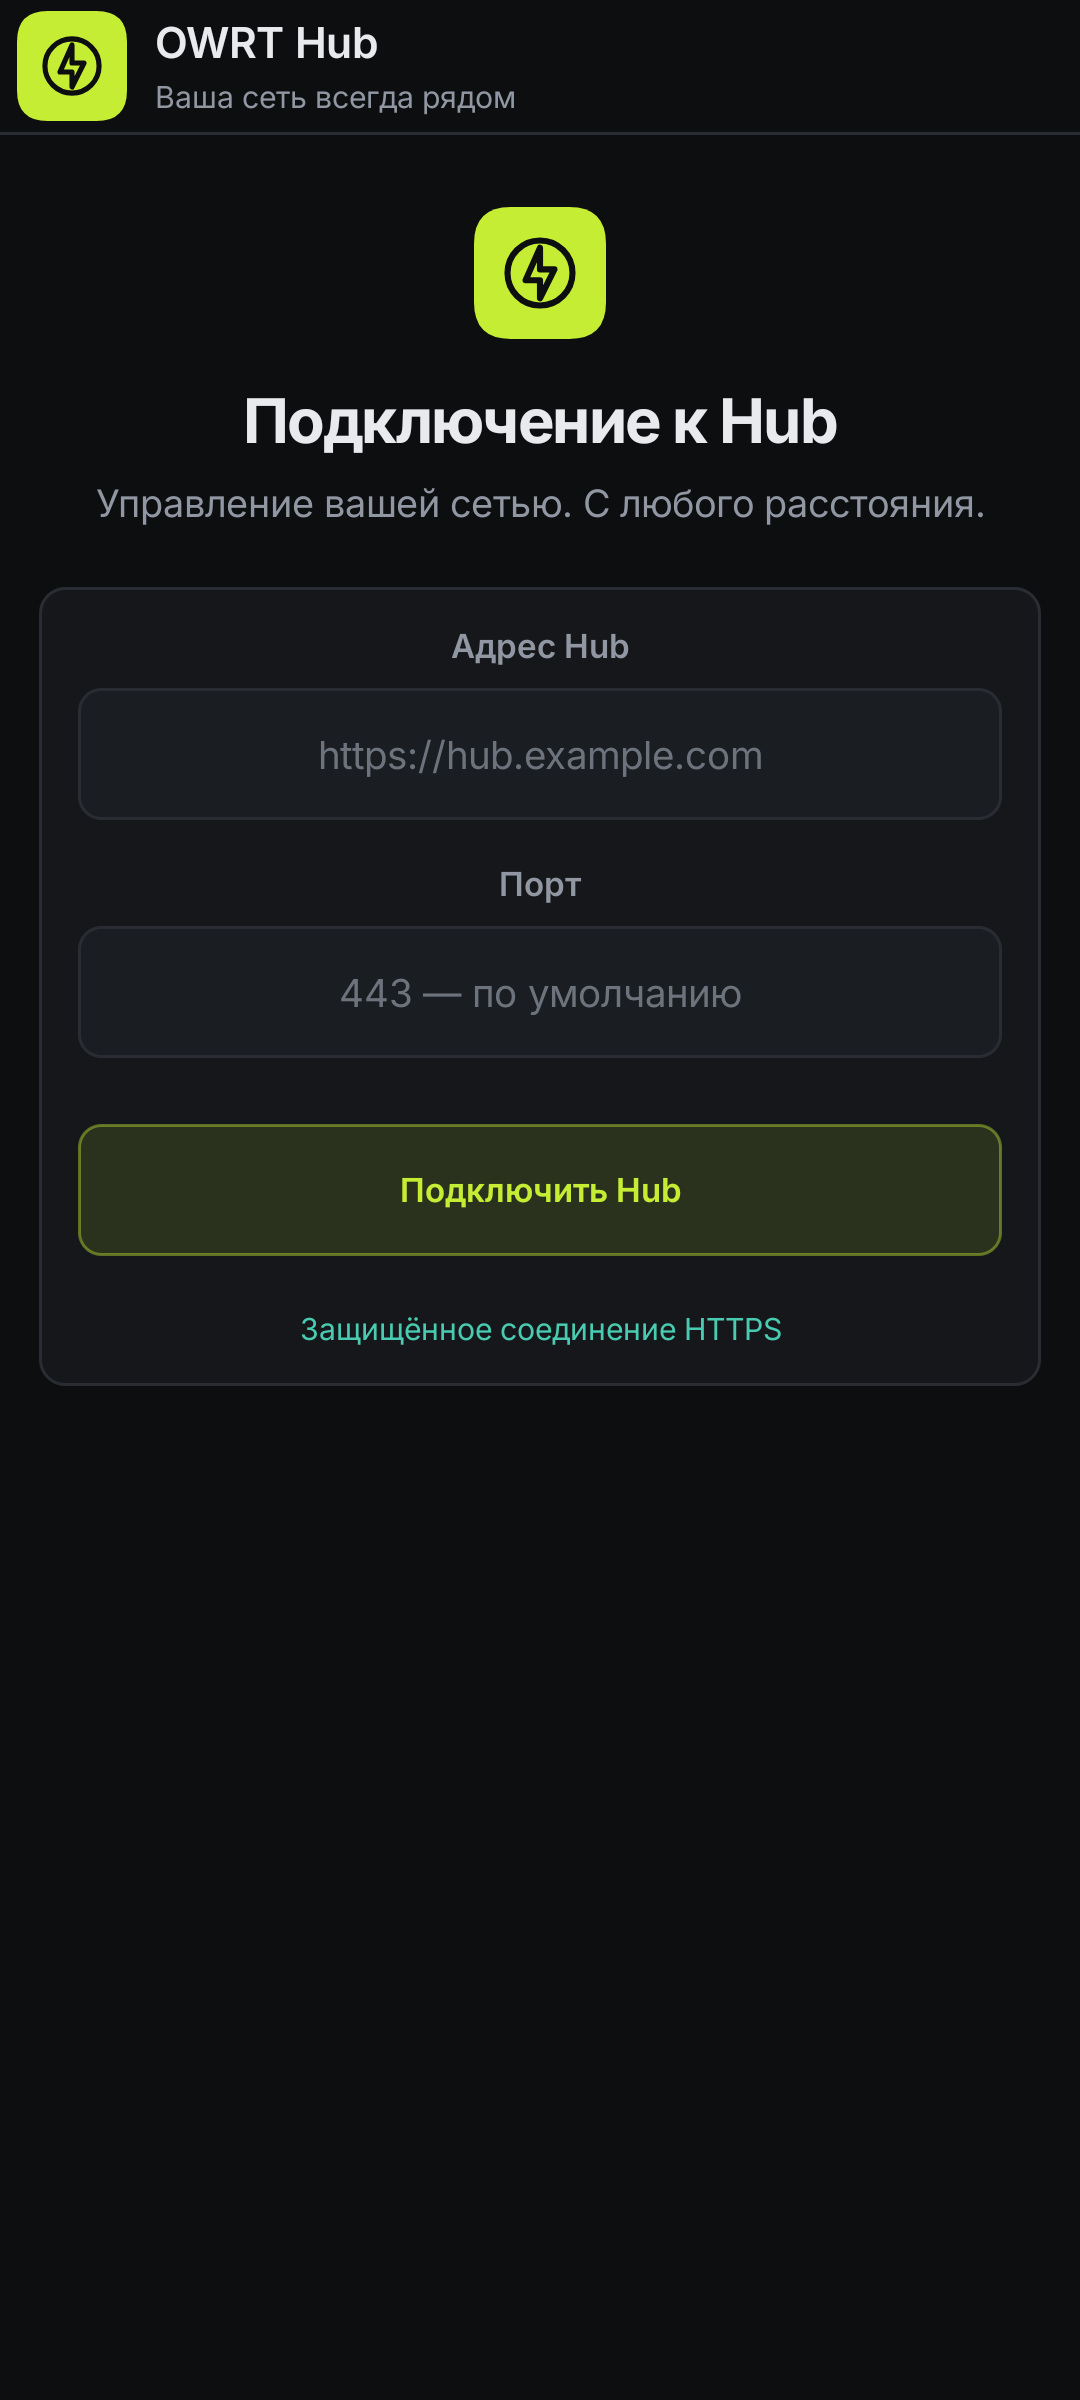 OWRT Hub
Ваша сеть всегда рядом
Подключение к Hub
Управление вашей сетью. С любого расстояния.
Адрес Hub
https://hub.example.com
Порт
443 — по умолчанию
Подключить Hub
Защищённое соединение HTTPS